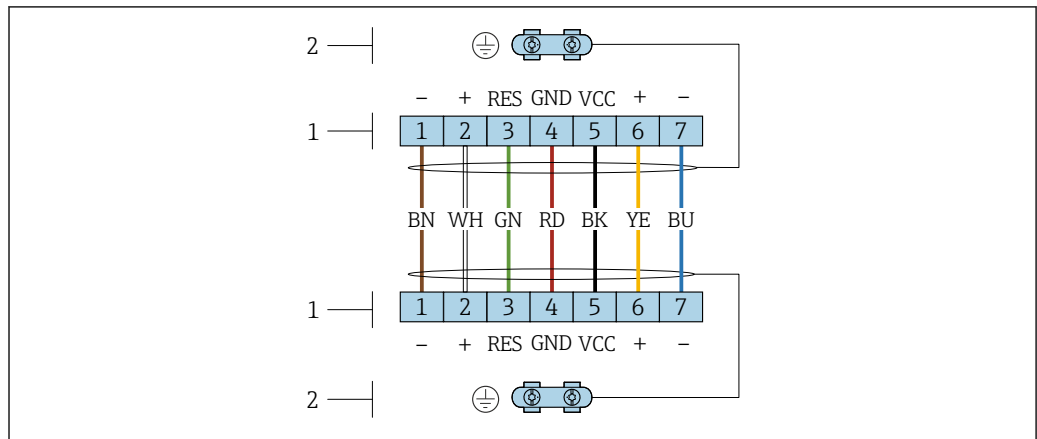 2
– + RES GND VCC + –
1
1 2 3 4 5 6 7
BN WH GN RD BK YE BU
1
1 2 3 4 5 6 7
– + RES GND VCC + –
2